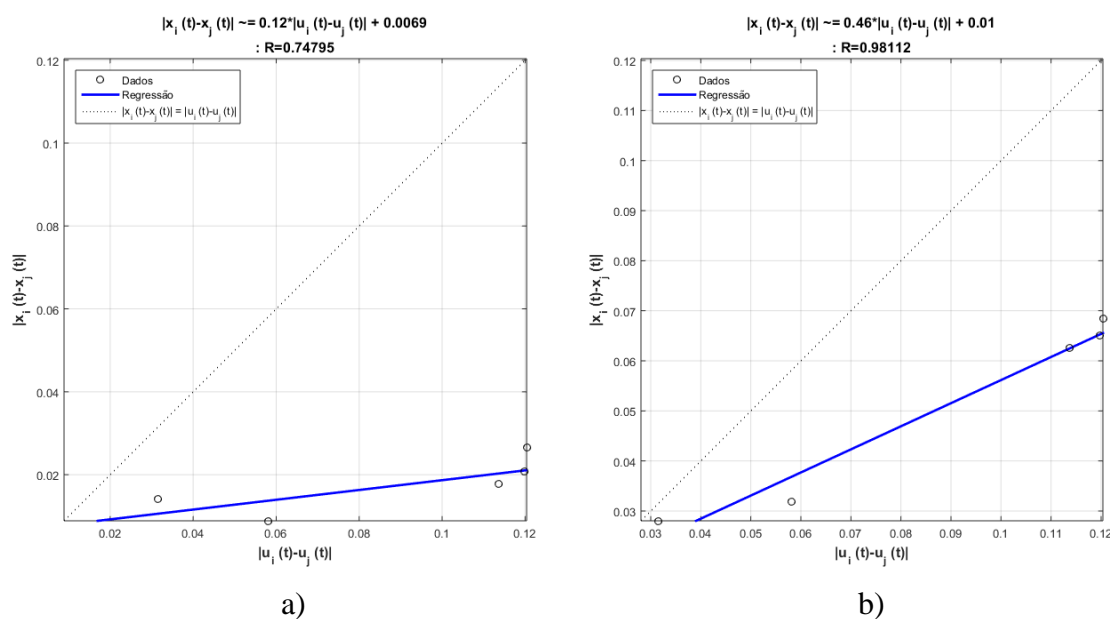 |x_i (t)-x_j (t)| ~= 0.12*|u_i (t)-u_j (t)| + 0.0069
: R=0.74795
Dados
Regressão
|x_i (t)-x_j (t)| = |u_i (t)-u_j (t)|
0.12
0.1
0.08
0.06
0.04
0.02
|x_i (t)-x_j (t)|
0.02 0.04 0.06 0.08 0.1 0.12
|u_i (t)-u_j (t)|
a)
|x_i (t)-x_j (t)| ~= 0.46*|u_i (t)-u_j (t)| + 0.01
: R=0.98112
Dados
Regressão
|x_i (t)-x_j (t)| = |u_i (t)-u_j (t)|
0.12
0.11
0.1
0.09
0.08
0.07
0.06
0.05
0.04
0.03
|x_i (t)-x_j (t)|
0.03 0.04 0.05 0.06 0.07 0.08 0.09 0.1 0.11 0.12
|u_i (t)-u_j (t)|
b)